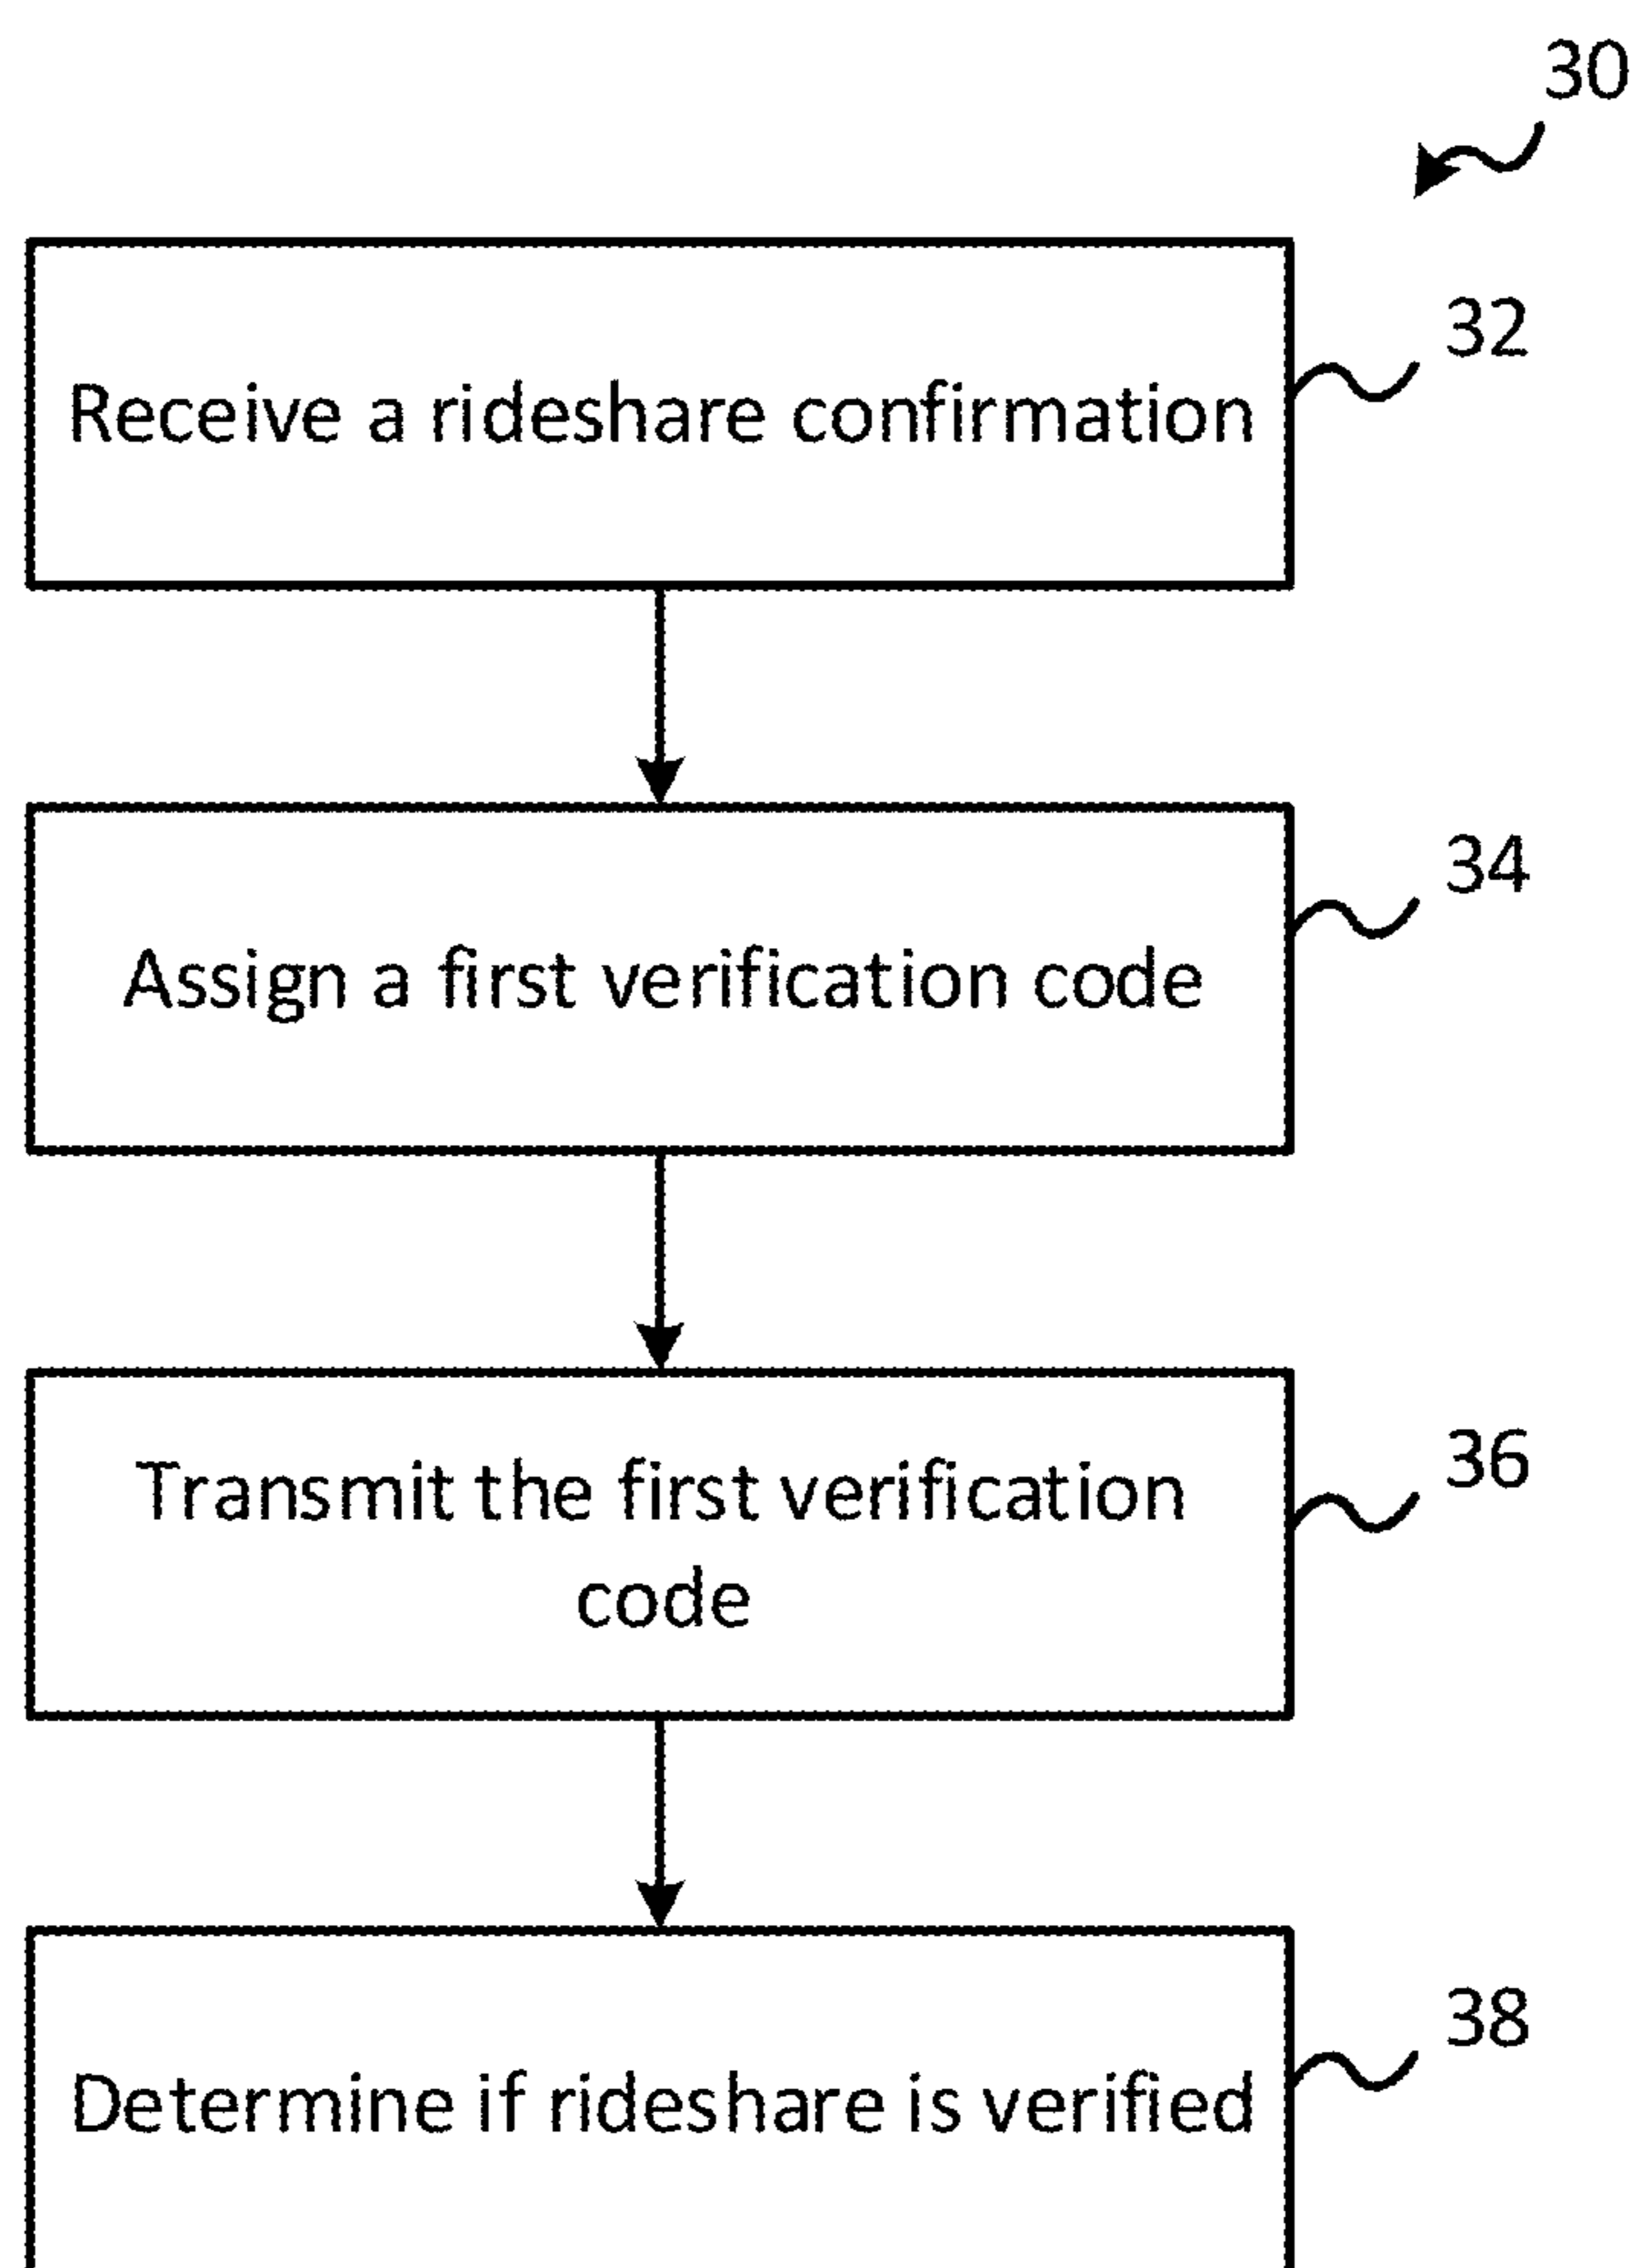 30
32
Receive a rideshare confirmation
34
Assign a first verification code
36
Transmit the first verification
code
38
Determine if rideshare is verified